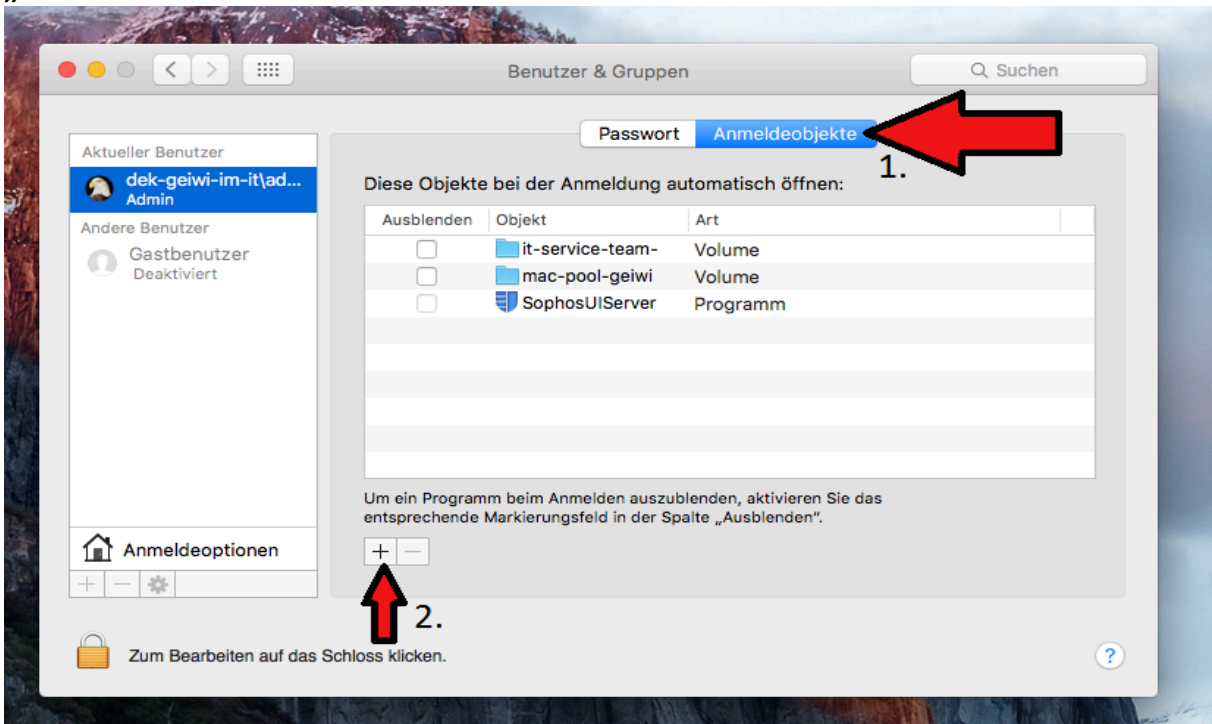 „
Benutzer & Gruppen
Suchen
Passwort Anmeldeobjekte
1.
Aktueller Benutzer
dek-geiwi-im-it\ad...
Admin
Andere Benutzer
Gastbenutzer
Deaktiviert
Anmeldeoptionen
Diese Objekte bei der Anmeldung automatisch öffnen:
Ausblenden Objekt Art
it-service-team- Volume
mac-pool-geiwi Volume
SophosUIServer Programm
Um ein Programm beim Anmelden auszublenden, aktivieren Sie das
entsprechende Markierungsfeld in der Spalte „Ausblenden“.
+ −
+ −
2.
Zum Bearbeiten auf das Schloss klicken.
?